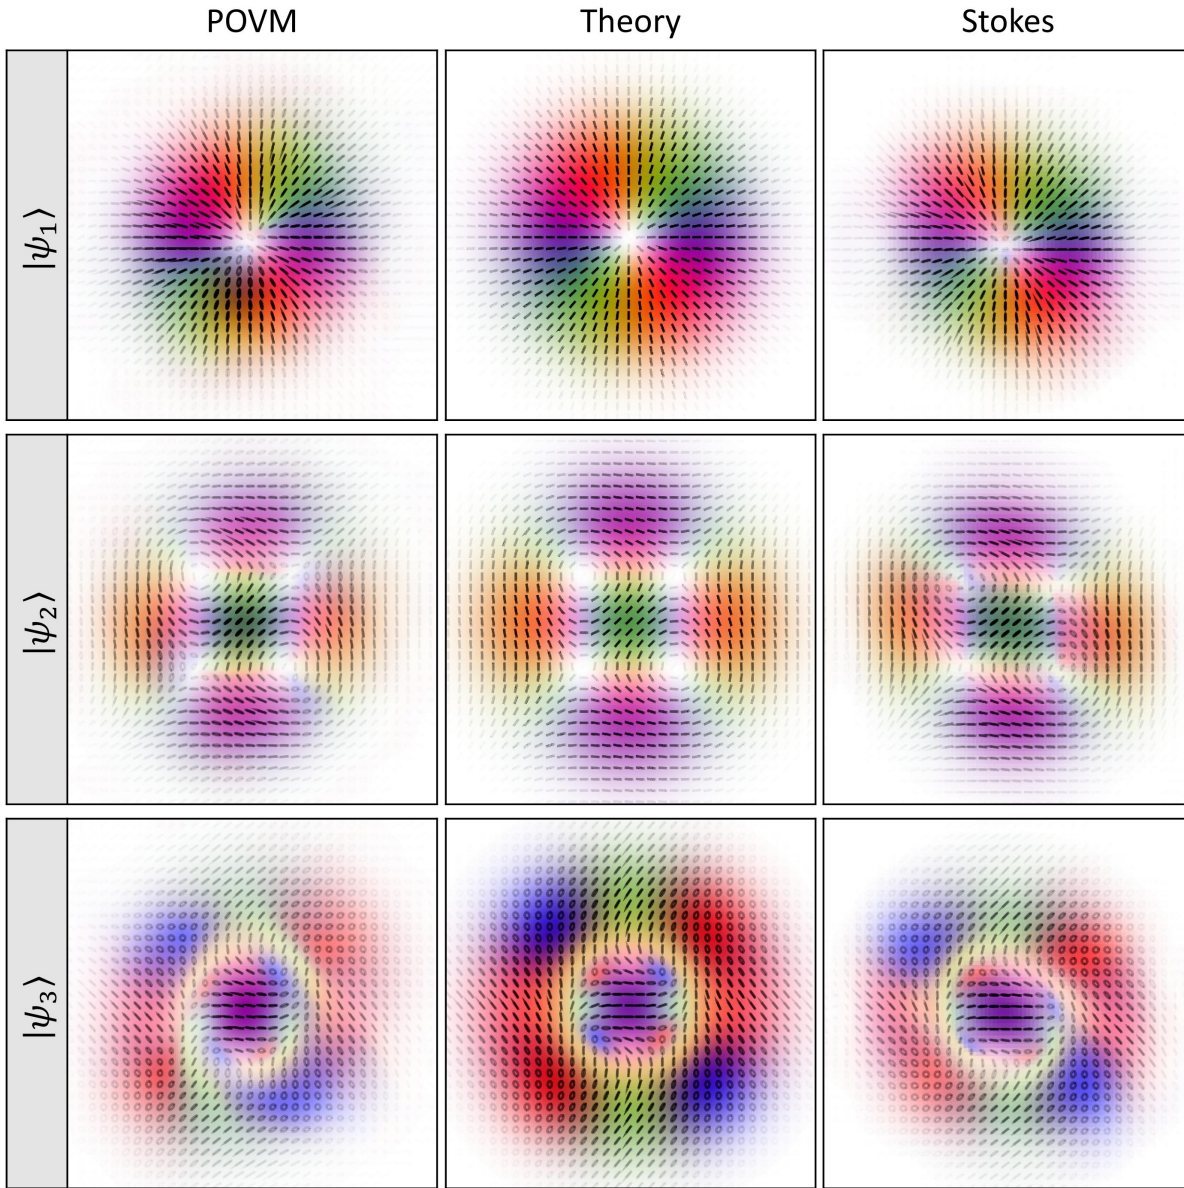 POVM Theory Stokes
|ψ₁⟩
|ψ₂⟩
|ψ₃⟩